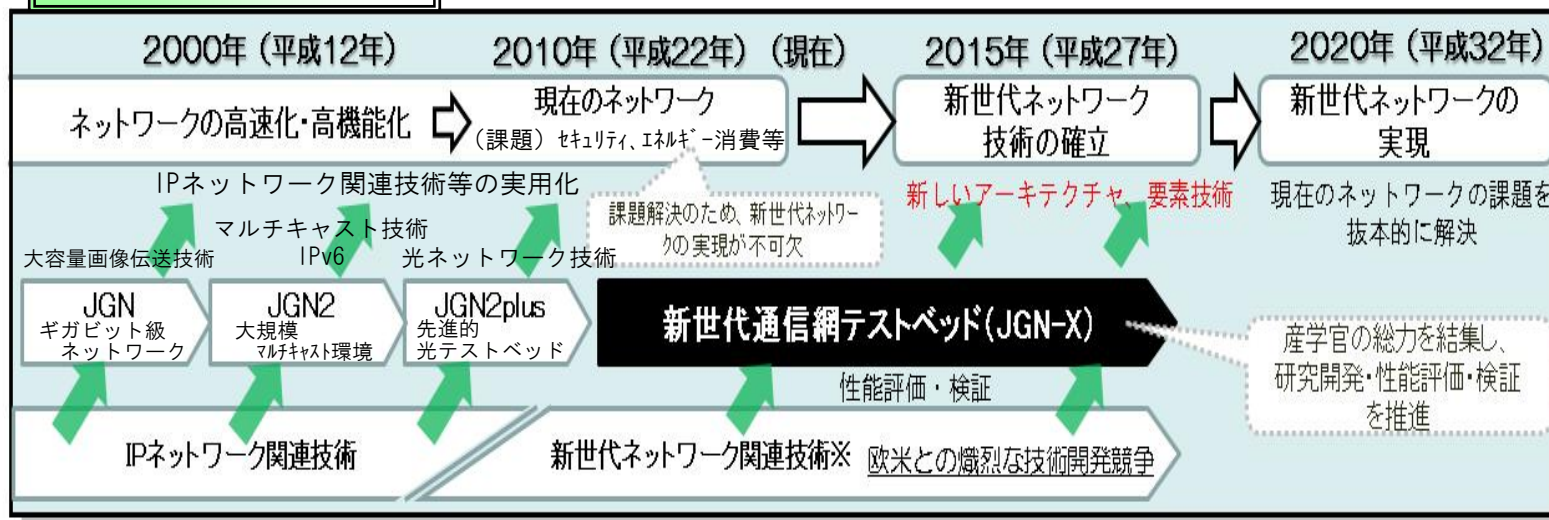 2000年（平成12年）
2010年（平成22年）（現在）
2015年（平成27年）
2020年（平成32年）
ネットワークの高速化・高機能化
現在のネットワーク
（課題）ｾｷｭﾘﾃｨ、ｴﾈﾙｷﾞｰ消費等
新世代ネットワーク
技術の確立
新世代ネットワークの
実現
IPネットワーク関連技術等の実用化
課題解決のため、新世代ﾈｯﾄﾜｰ
ｸの実現が不可欠
新しいアーキテクチャ、要素技術
現在のネットワークの課題を
抜本的に解決
大容量画像伝送技術
マルチキャスト技術
IPv6
光ネットワーク技術
JGN
ギガビット級
ネットワーク
JGN2
大規模
ﾏﾙﾁｷｬｽﾄ環境
JGN2plus
先進的
光テストベッド
新世代通信網テストベッド(JGN-X)
産学官の総力を結集し、
研究開発・性能評価・検証
を推進
性能評価・検証
IPネットワーク関連技術
新世代ネットワーク関連技術※ 欧米との熾烈な技術開発競争